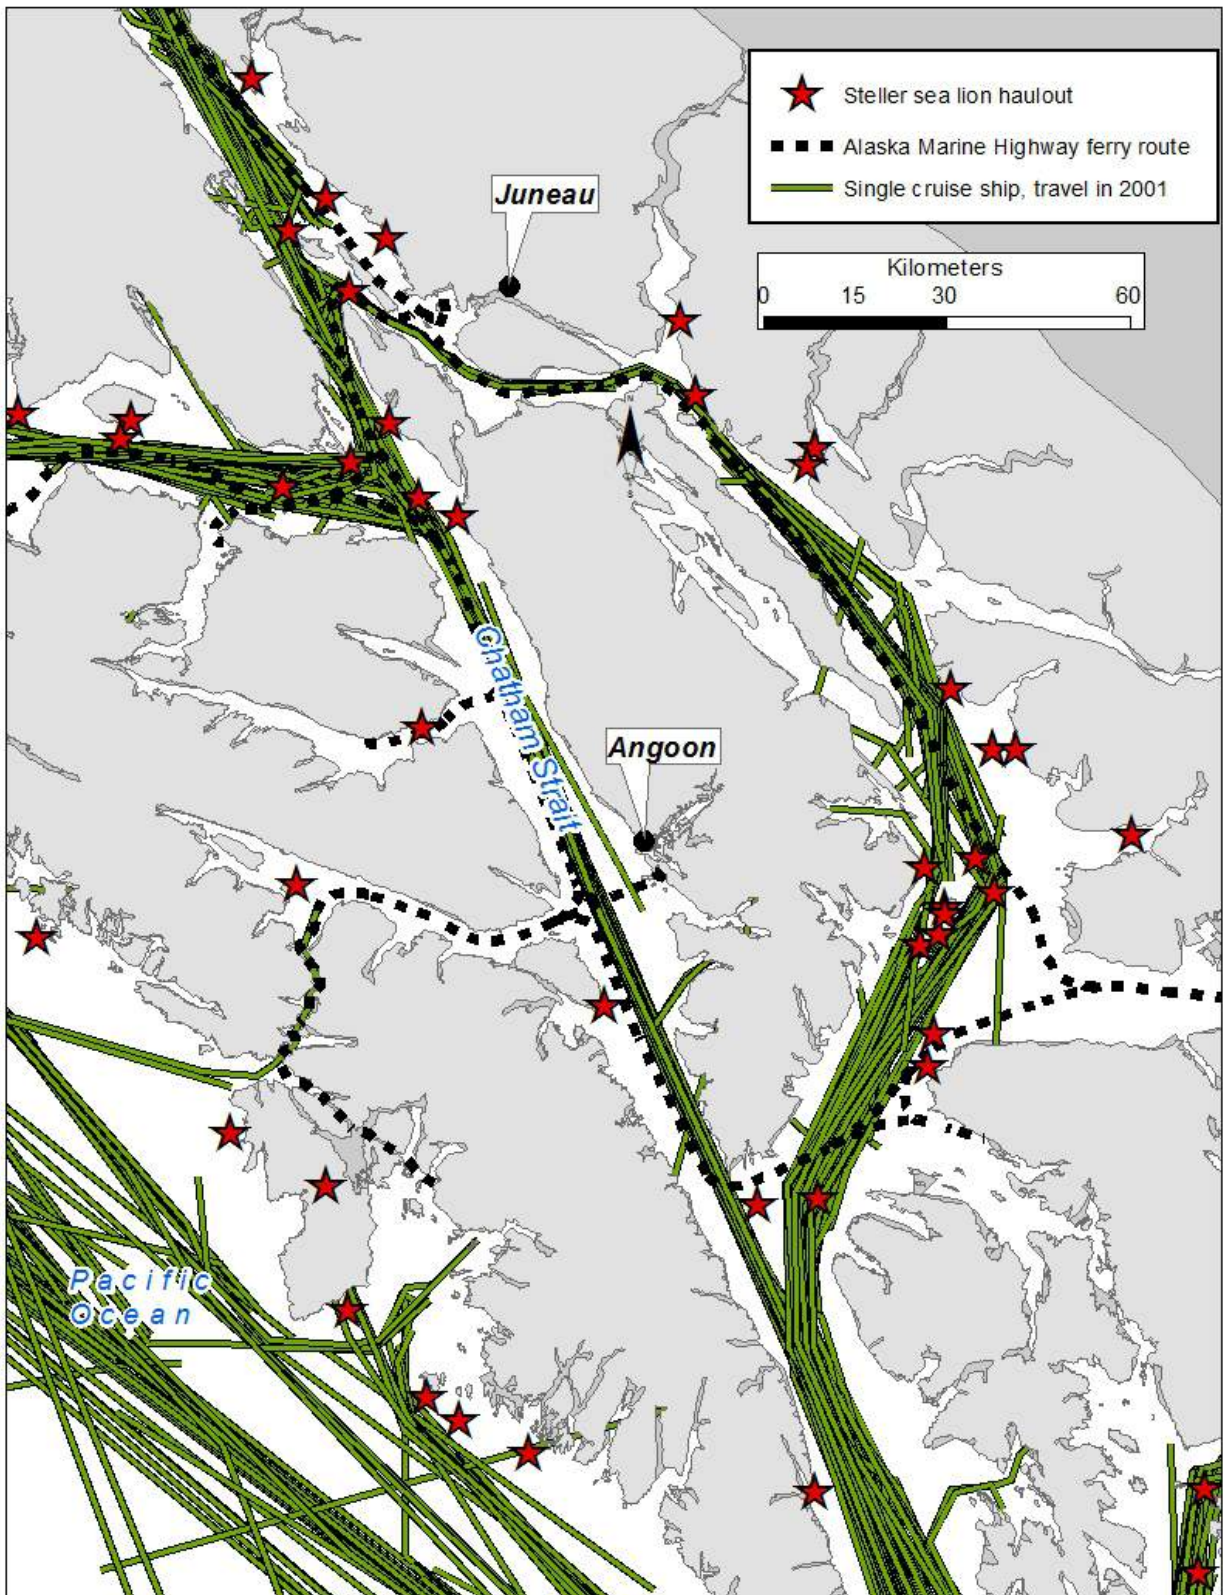 Steller sea lion haulout
Alaska Marine Highway ferry route
Single cruise ship, travel in 2001
Juneau
Kilometers
0 15 30 60
N
S
Chatham Strait
Angoon
Pacific
Ocean